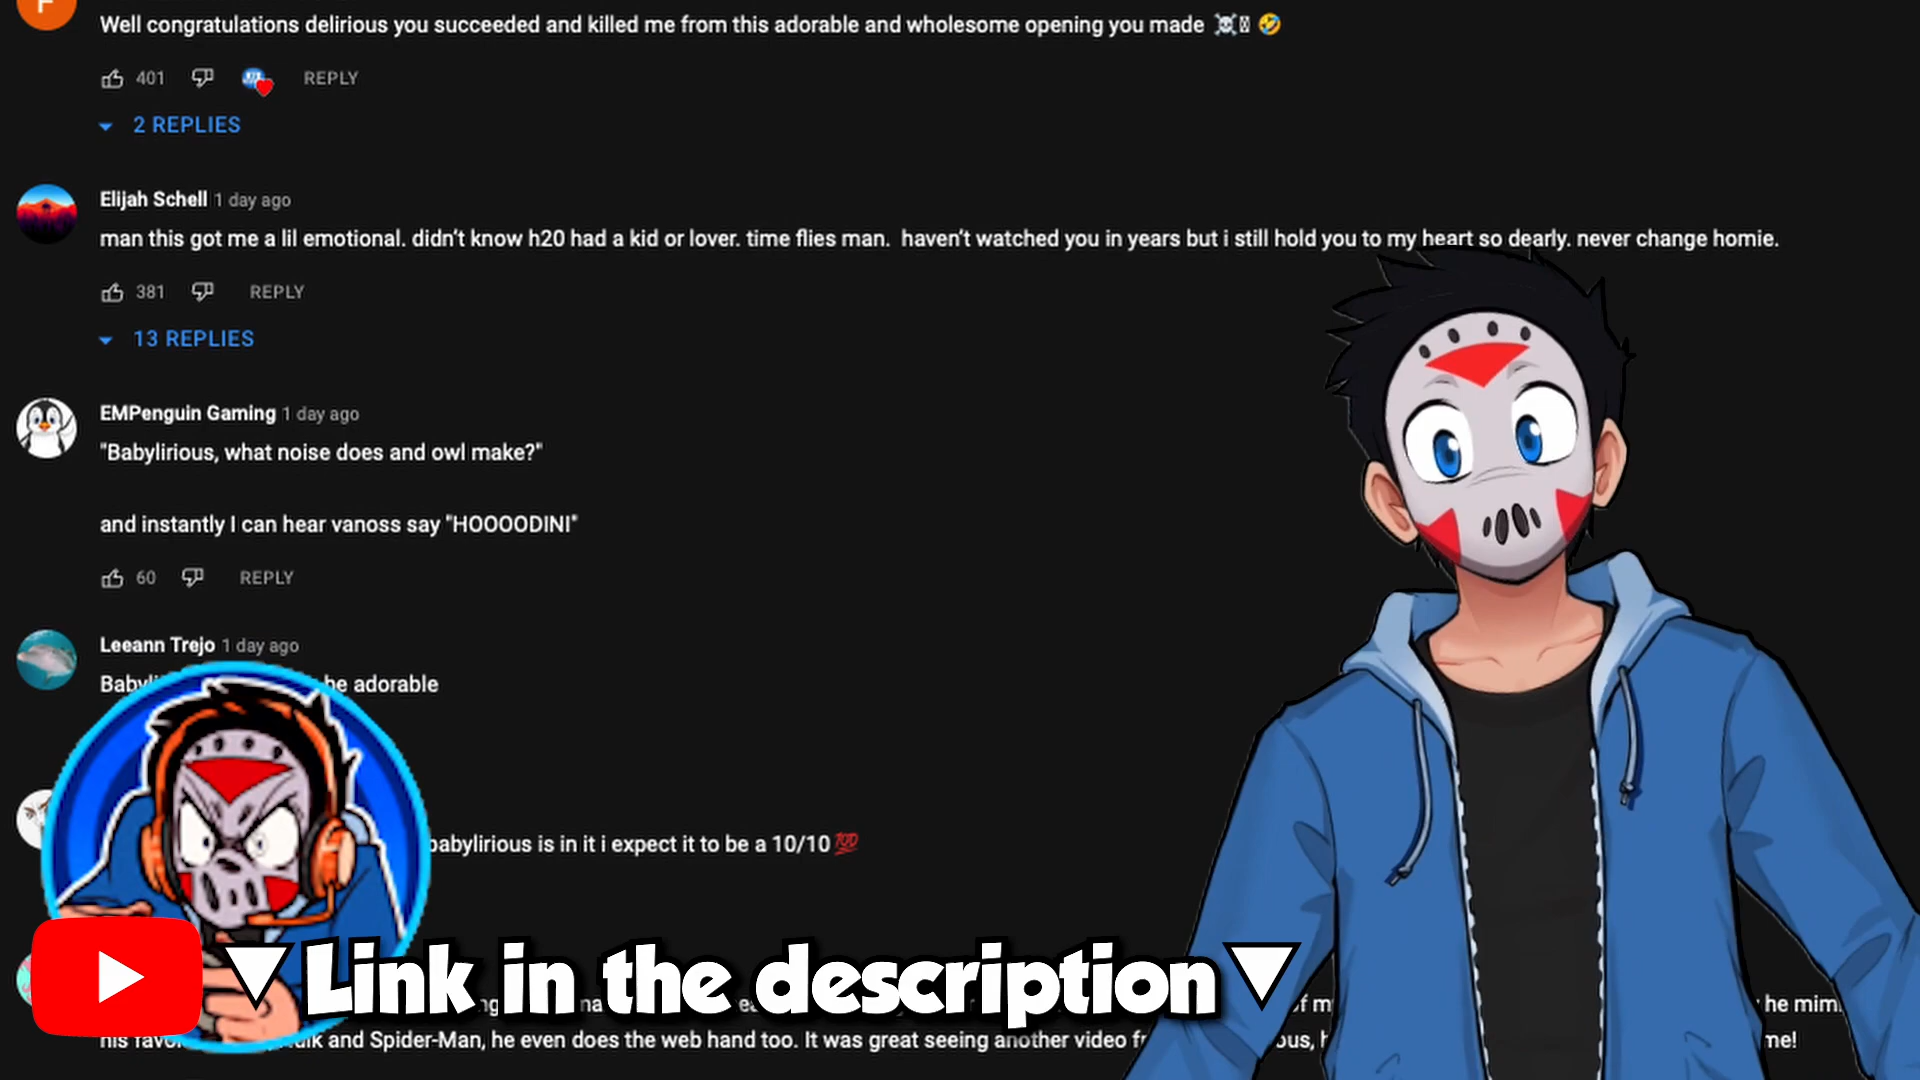 Well congratulations delirious you succeeded and killed me from this adorable and wholesome opening you made ☠️ 🤣
401 REPLY
2 REPLIES
Elijah Schell 1 day ago
man this got me a lil emotional. didn't know h20 had a kid or lover. time flies man. haven't watched you in years but i still hold you to my heart so dearly. never change homie.
381 REPLY
13 REPLIES
EMPenguin Gaming 1 day ago
"Babylirious, what noise does and owl make?"
and instantly I can hear vanoss say "HOOOODINI"
60 REPLY
Leeann Trejo 1 day ago
be adorable
babylirious is in it i expect it to be a 10/10 💯
▼ Link in the description ▼
of he
his and Spider-Man, he even does the web hand too. It was great seeing another video me!